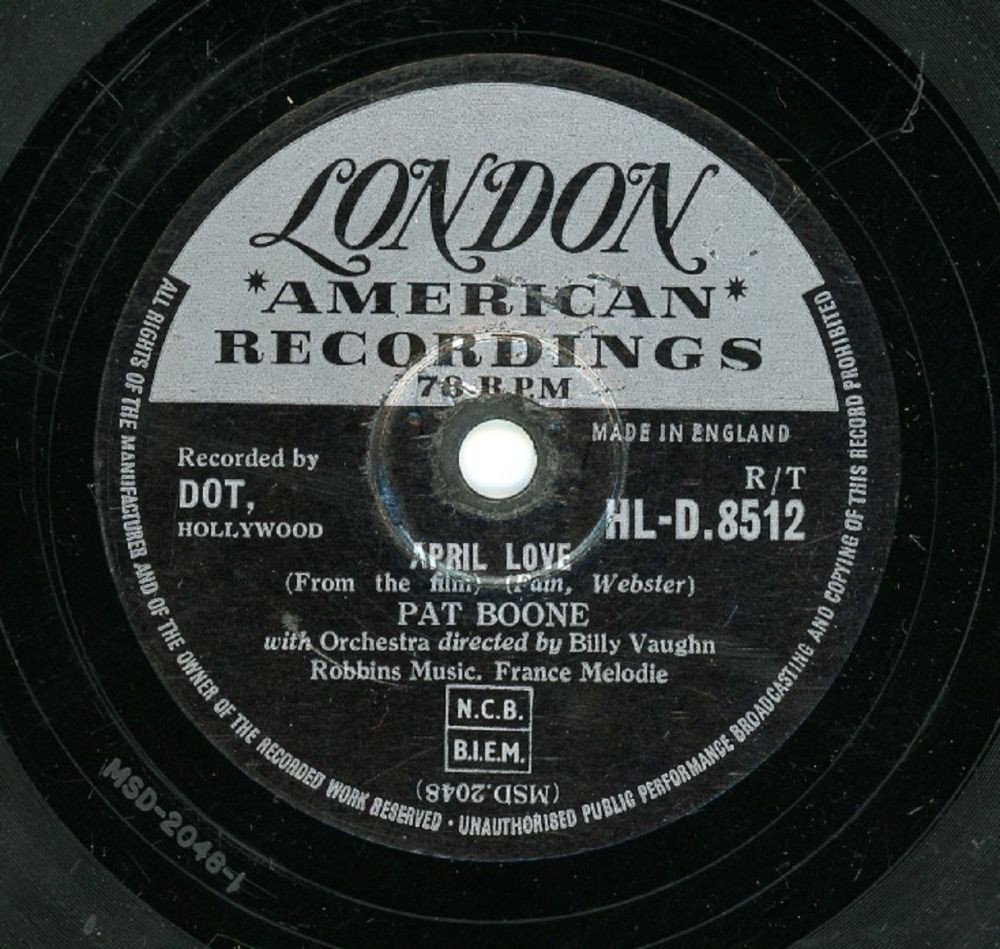 LONDON
*AMERICAN*
RECORDINGS
78 R.P.M
MADE IN ENGLAND
Recorded by
DOT,
HOLLYWOOD
R/T
HL-D.8512
APRIL LOVE
(From the film) (Fain, Webster)
PAT BOONE
with Orchestra directed by Billy Vaughn
Robbins Music. France Melodie
N.C.B.
B.I.E.M.
(MSD.2048)
ALL RIGHTS OF THE MANUFACTURER AND OF THE OWNER OF THE RECORDED WORK RESERVED · UNAUTHORISED PUBLIC PERFORMANCE BROADCASTING AND COPYING OF THIS RECORD PROHIBITED
MSD-2048-1